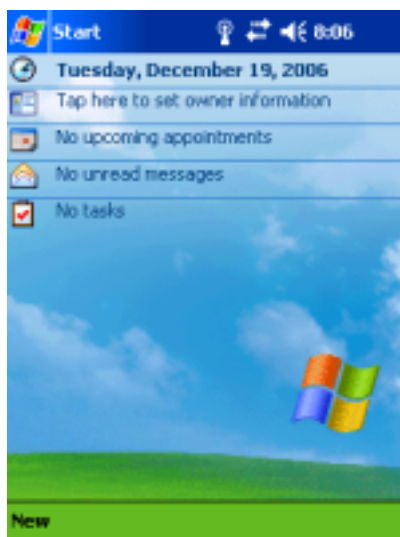 Start 8:06
Tuesday, December 19, 2006
Tap here to set owner information
No upcoming appointments
No unread messages
No tasks
New